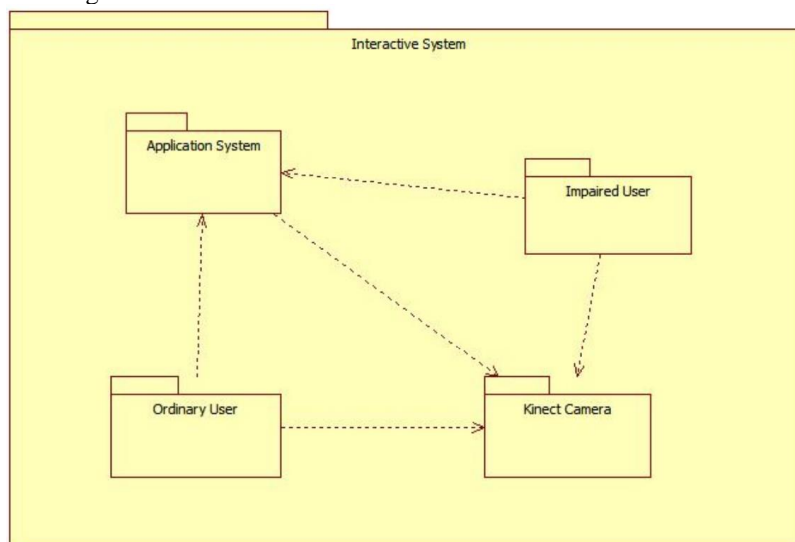 Interactive System
Application System
Impaired User
Ordinary User
Kinect Camera